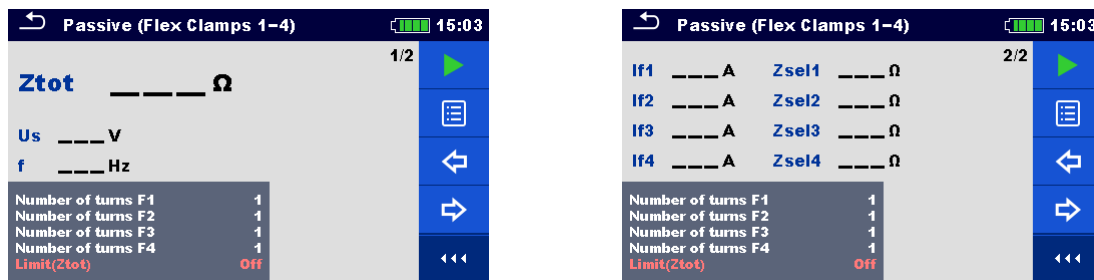 Passive (Flex Clamps 1–4) 15:03
1/2
Ztot ___ Ω
Us ___ V
f ___ Hz
Number of turns F1 1
Number of turns F2 1
Number of turns F3 1
Number of turns F4 1
Limit(Ztot) Off
Passive (Flex Clamps 1–4) 15:03
2/2
If1 ___ A Zsel1 ___ Ω
If2 ___ A Zsel2 ___ Ω
If3 ___ A Zsel3 ___ Ω
If4 ___ A Zsel4 ___ Ω
Number of turns F1 1
Number of turns F2 1
Number of turns F3 1
Number of turns F4 1
Limit(Ztot) Off